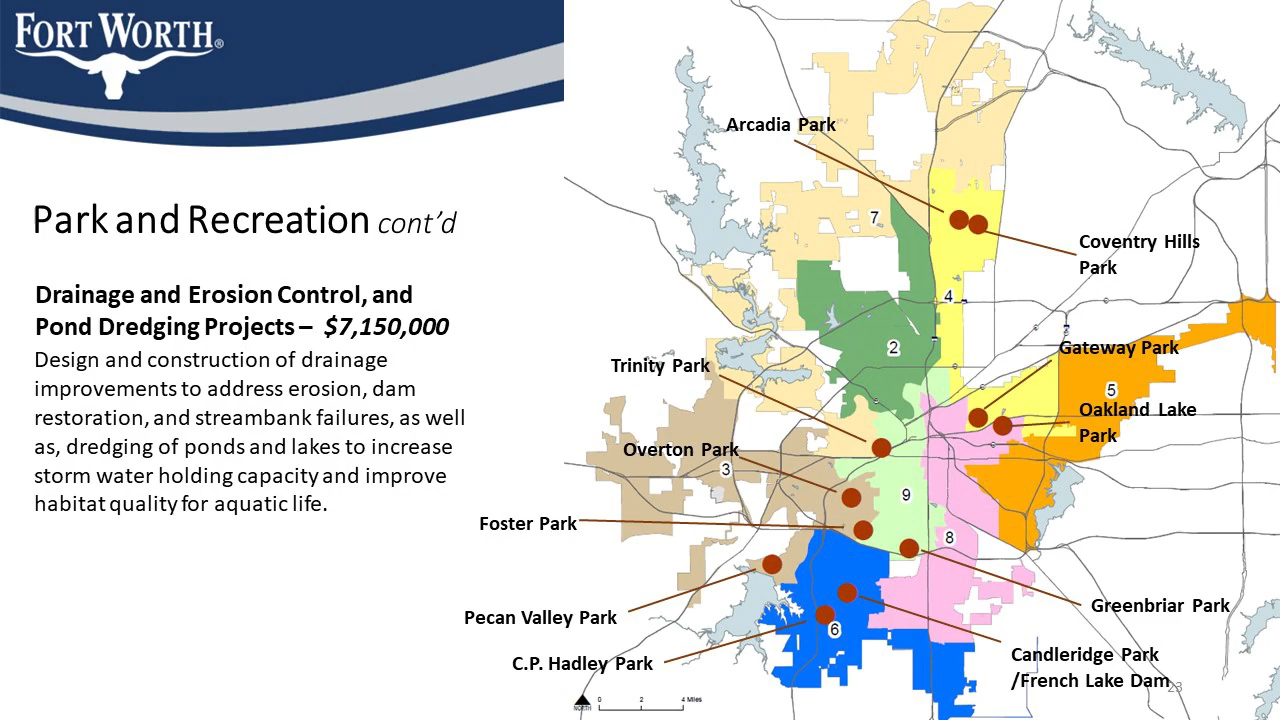 FORT WORTH®
Park and Recreation cont'd
Drainage and Erosion Control, and
Pond Dredging Projects – $7,150,000
Design and construction of drainage
improvements to address erosion, dam
restoration, and streambank failures, as well
as, dredging of ponds and lakes to increase
storm water holding capacity and improve
habitat quality for aquatic life.
Arcadia Park
7
Coventry Hills
Park
4
2
Gateway Park
Trinity Park
5
Oakland Lake
Park
Overton Park
3
9
Foster Park
8
Greenbriar Park
Pecan Valley Park
6
C.P. Hadley Park
Candleridge Park
/French Lake Dam
23
NORTH
0 2 4 Miles